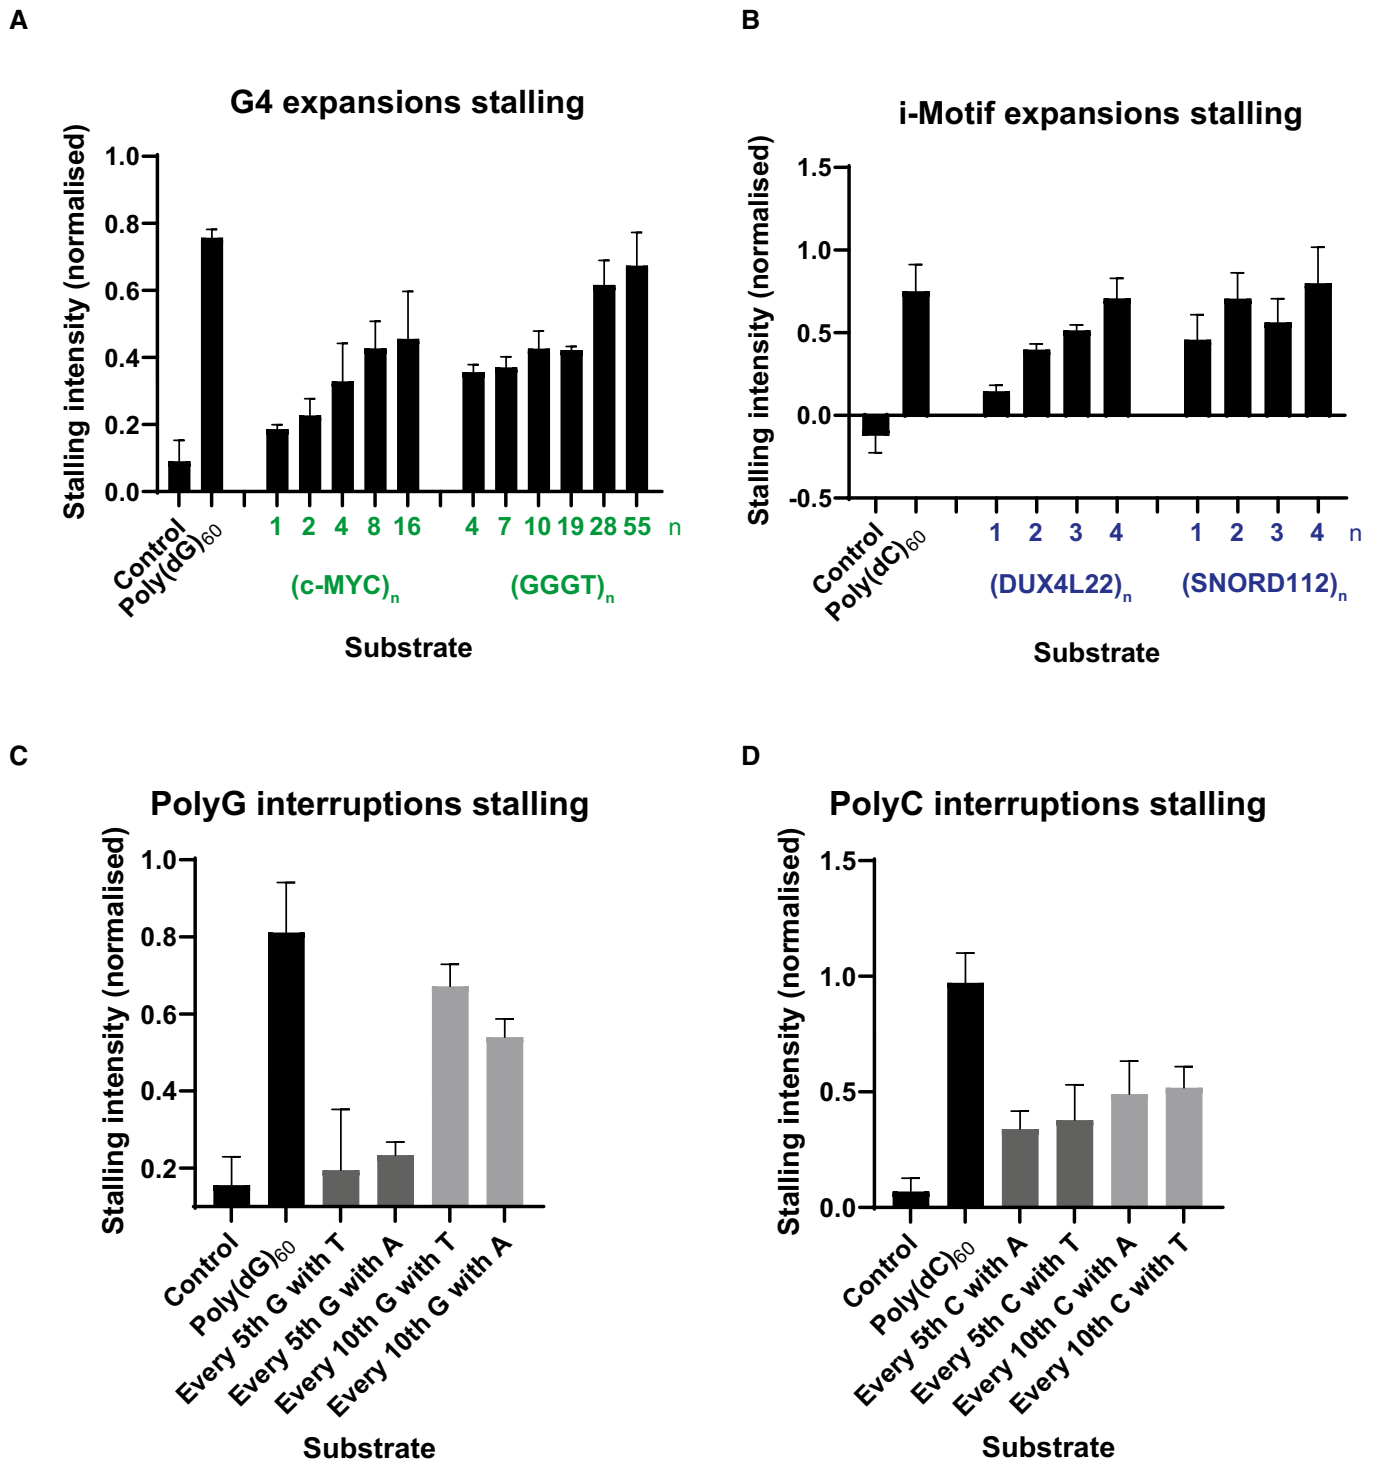 A
G4 expansions stalling
Stalling intensity (normalised)
1.0
0.8
0.6
0.4
0.2
0.0
Control
Poly(dG)60
1 2 4 8 16 4 7 10 19 28 55 n
(c-MYC)n (GGGT)n
Substrate
B
i-Motif expansions stalling
Stalling intensity (normalised)
1.5
1.0
0.5
0.0
-0.5
Control
Poly(dC)60
1 2 3 4 1 2 3 4 n
(DUX4L22)n (SNORD112)n
Substrate
C
PolyG interruptions stalling
Stalling intensity (normalised)
1.0
0.8
0.6
0.4
0.2
Control
Poly(dG)60
Every 5th G with T
Every 5th G with A
Every 10th G with T
Every 10th G with A
Substrate
D
PolyC interruptions stalling
Stalling intensity (normalised)
1.5
1.0
0.5
0.0
Control
Poly(dC)60
Every 5th C with A
Every 5th C with T
Every 10th C with A
Every 10th C with T
Substrate